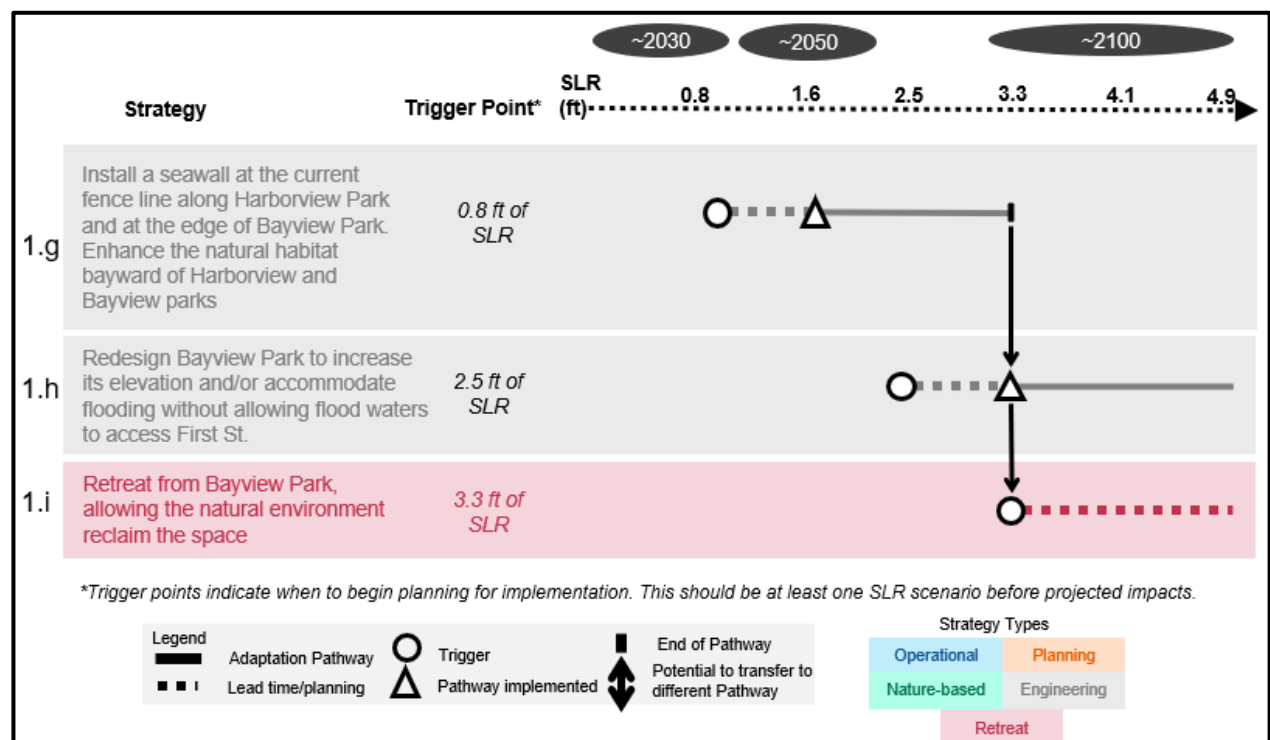 ~2030
~2050
~2100
Strategy
Trigger Point*
SLR
(ft)
0.8
1.6
2.5
3.3
4.1
4.9
1.g
Install a seawall at the current
fence line along Harborview Park
and at the edge of Bayview Park.
Enhance the natural habitat
bayward of Harborview and
Bayview parks
0.8 ft of
SLR
1.h
Redesign Bayview Park to increase
its elevation and/or accommodate
flooding without allowing flood waters
to access First St.
2.5 ft of
SLR
1.i
Retreat from Bayview Park,
allowing the natural environment
reclaim the space
3.3 ft of
SLR
*Trigger points indicate when to begin planning for implementation. This should be at least one SLR scenario before projected impacts.
Legend
Adaptation Pathway
Lead time/planning
Trigger
Pathway implemented
End of Pathway
Potential to transfer to
different Pathway
Strategy Types
Operational
Planning
Nature-based
Engineering
Retreat